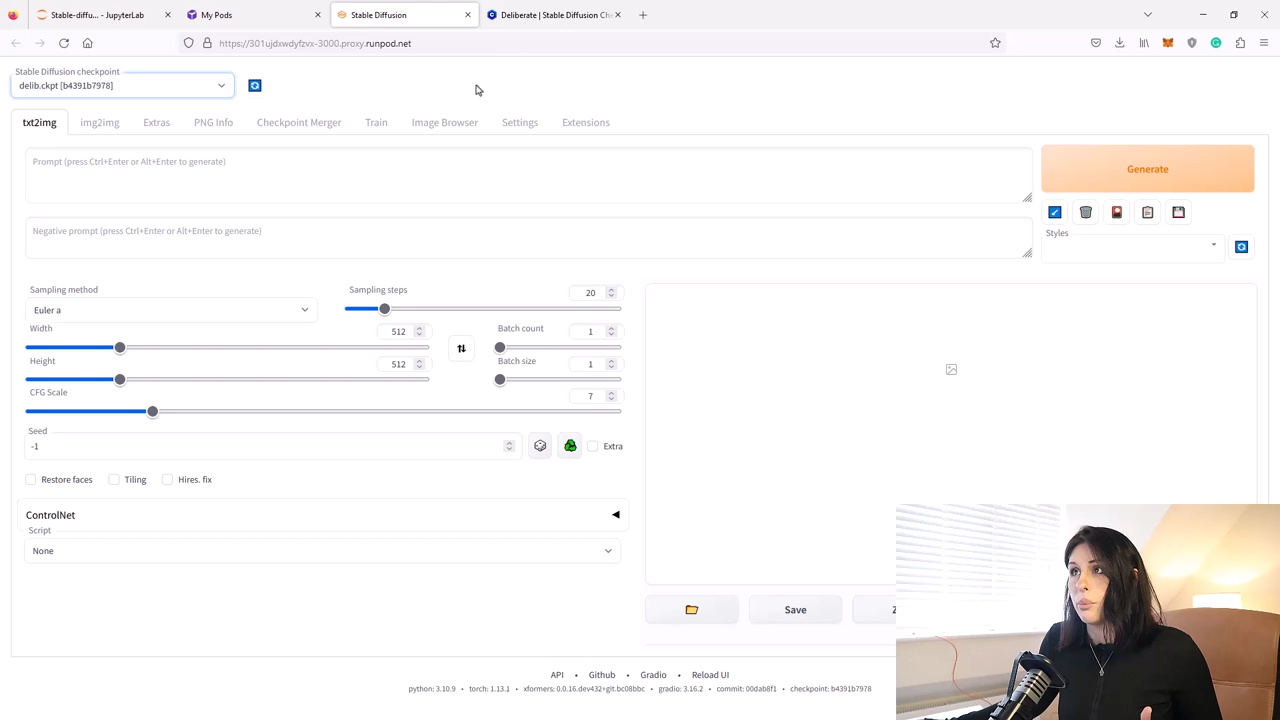 diffusion-ste - JupyterLab
My Pods
Stable Diffusion
Deliberate | Stable Diffusion Che
https://301ujdxwdyfzvx-3000.proxy.runpod.net
Stable Diffusion checkpoint
delib.ckpt [b4391b7978]
txt2img img2img Extras PNG Info Checkpoint Merger Train Image Browser Settings Extensions
Prompt (press Ctrl+Enter or Alt+Enter to generate)
Generate
Negative prompt (press Ctrl+Enter or Alt+Enter to generate)
Styles
Sampling method
Euler a
Sampling steps
20
Width
512
Batch count
1
Height
512
Batch size
1
CFG Scale
7
Seed
-1
Extra
Restore faces Tiling Hires. fix
ControlNet
Script
None
Save
API • Github • Gradio • Reload UI
python: 3.10.9 • torch: 1.13.1 • xformers: 0.0.16.dev432+git.bc08bbc • gradio: 3.16.2 • commit: 00dab8f1 • checkpoint: b4391b7978